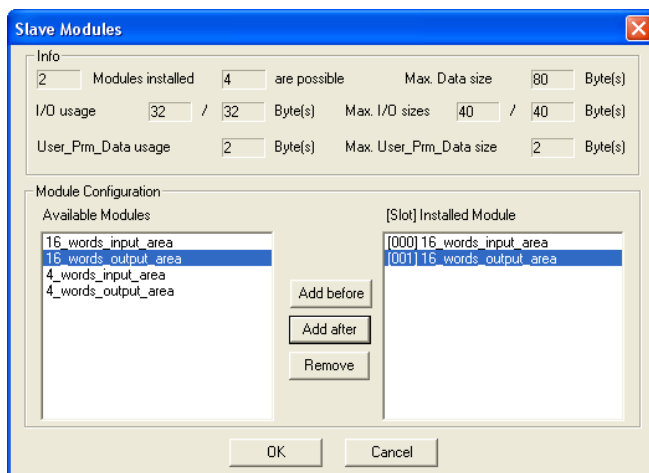 Slave Modules
Info
2 Modules installed 4 are possible Max. Data size 80 Byte(s)
I/O usage 32 / 32 Byte(s) Max. I/O sizes 40 / 40 Byte(s)
User_Prm_Data usage 2 Byte(s) Max. User_Prm_Data size 2 Byte(s)
Module Configuration
Available Modules [Slot] Installed Module
16_words_input_area [000] 16_words_input_area
16_words_output_area [001] 16_words_output_area
4_words_input_area
4_words_output_area
Add before
Add after
Remove
OK Cancel